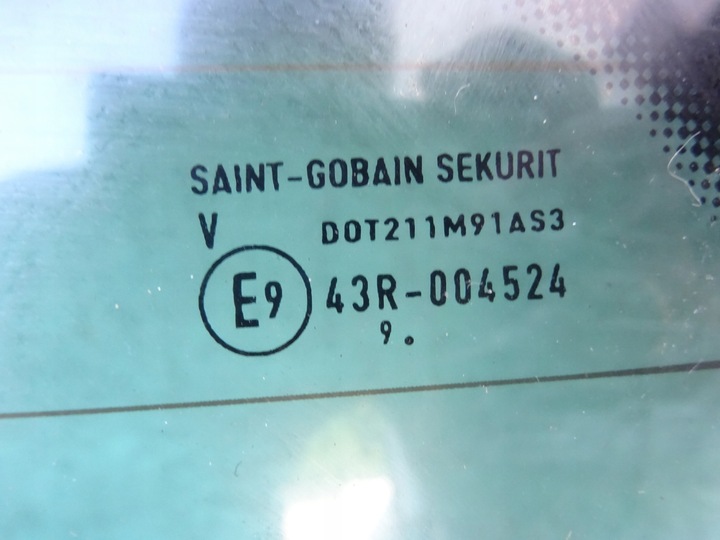 SAINT-GOBAIN SEKURIT
V DOT211M91AS3
E9 43R-004524
9.